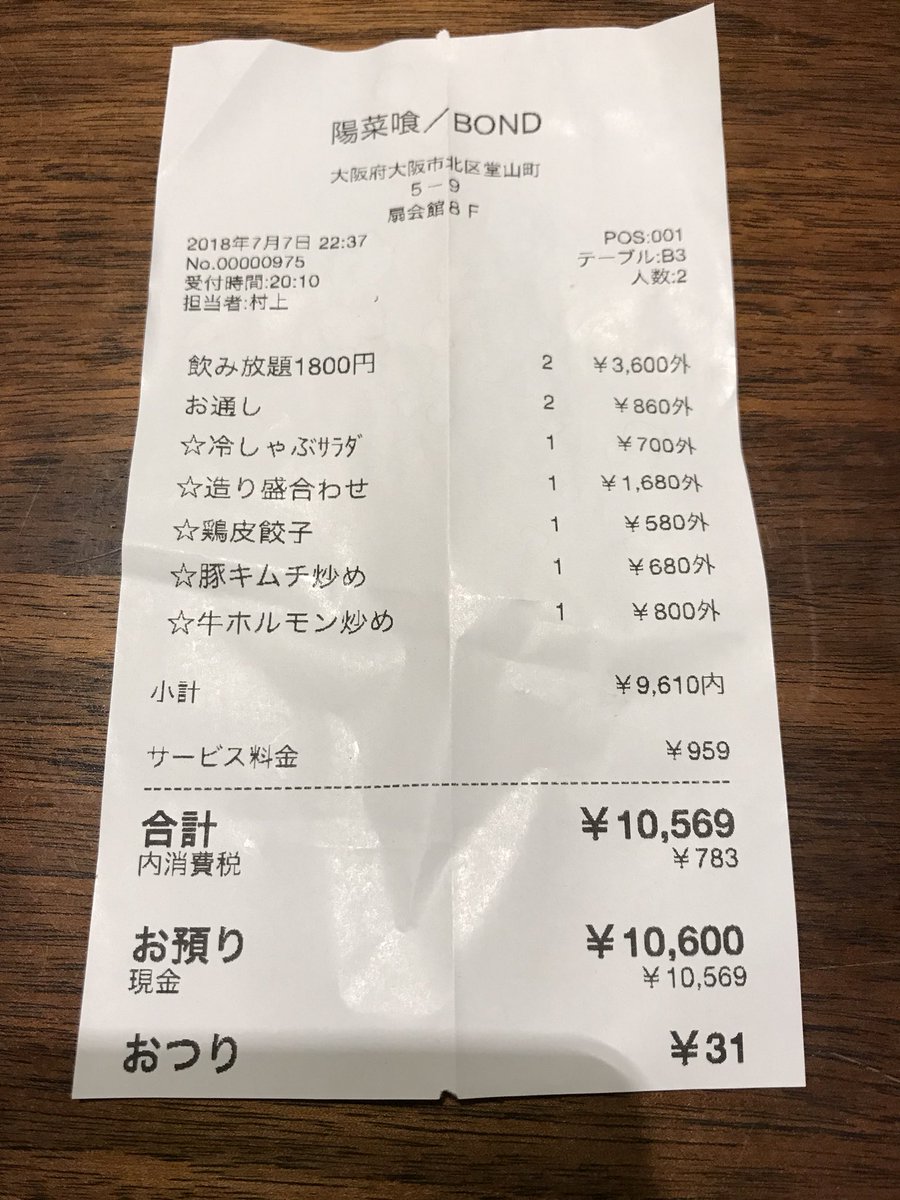 陽菜喰／BOND
大阪府大阪市北区堂山町
5－9
扇会館8F
2018年7月7日 22:37 POS:001
No.00000975 テーブル:B3
受付時間:20:10 人数:2
担当者:村上
飲み放題1800円 2 ¥3,600外
お通し 2 ¥860外
☆冷しゃぶｻﾗﾀﾞ 1 ¥700外
☆造り盛合わせ 1 ¥1,680外
☆鶏皮餃子 1 ¥580外
☆豚キムチ炒め 1 ¥680外
☆牛ホルモン炒め 1 ¥800外
小計 ¥9,610内
サービス料金 ¥959
合計 ¥10,569
内消費税 ¥783
お預り ¥10,600
現金 ¥10,569
おつり ¥31